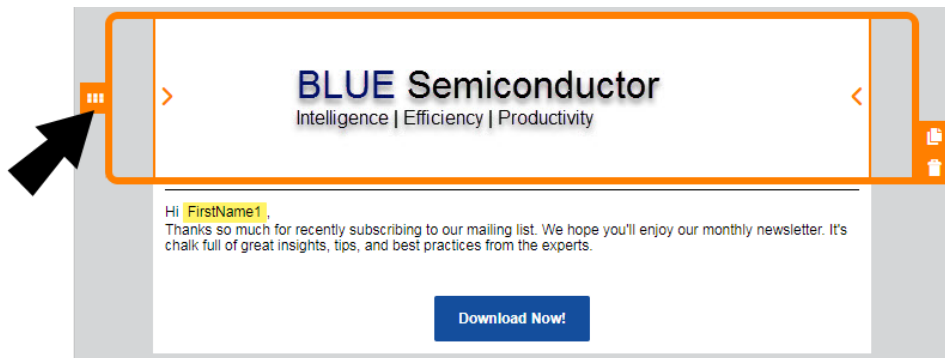 BLUE Semiconductor
Intelligence | Efficiency | Productivity
Hi FirstName1 ,
Thanks so much for recently subscribing to our mailing list. We hope you'll enjoy our monthly newsletter. It's
chalk full of great insights, tips, and best practices from the experts.
Download Now!